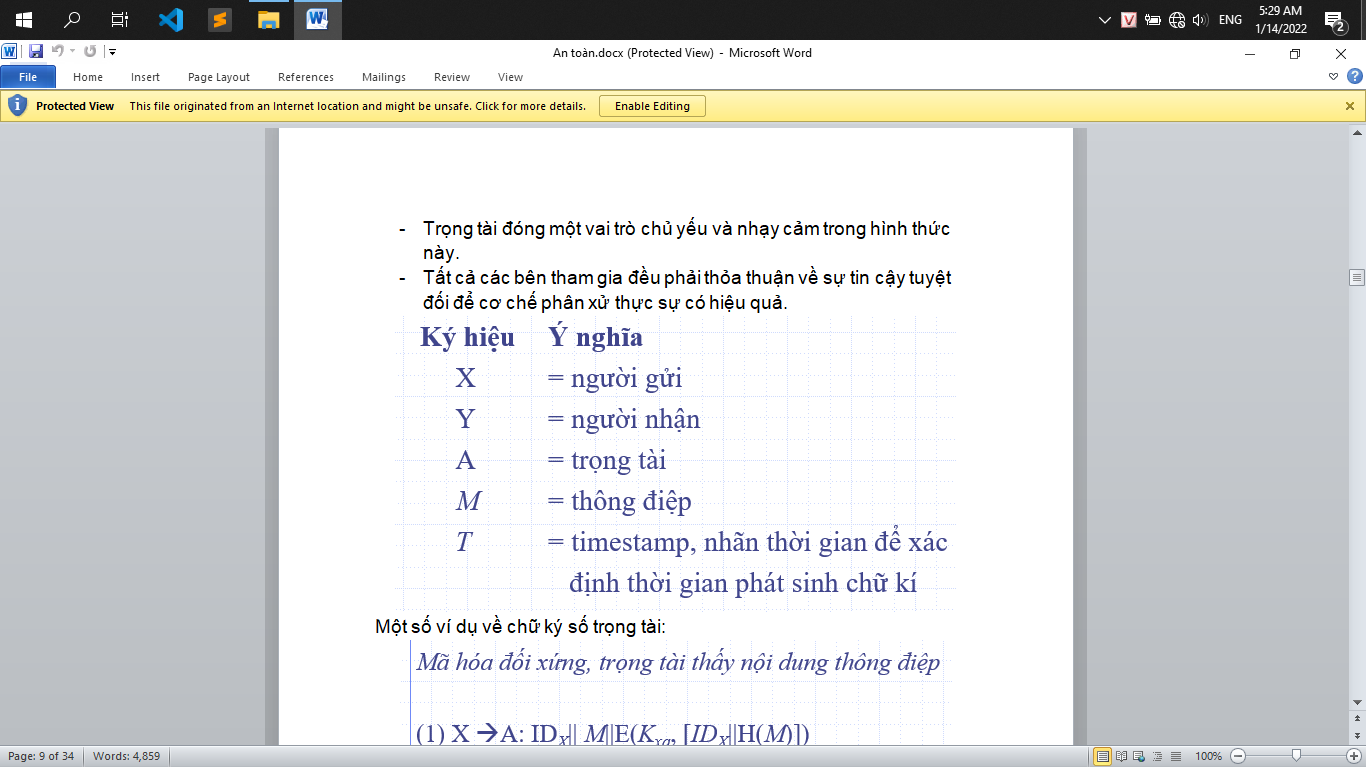 ENG
5:29 AM
1/14/2022
2
An toàn.docx (Protected View) - Microsoft Word
File Home Insert Page Layout References Mailings Review View
Protected View This file originated from an Internet location and might be unsafe. Click for more details. Enable Editing
- Trọng tài đóng một vai trò chủ yếu và nhạy cảm trong hình thức
này.
- Tất cả các bên tham gia đều phải thỏa thuận về sự tin cậy tuyệt
đối để cơ chế phân xử thực sự có hiệu quả.
Ký hiệu Ý nghĩa
X = người gửi
Y = người nhận
A = trọng tài
M = thông điệp
T = timestamp, nhãn thời gian để xác
định thời gian phát sinh chữ kí
Một số ví dụ về chữ ký số trọng tài:
Mã hóa đối xứng, trọng tài thấy nội dung thông điệp
(1) X →A: IDX|| M||E(Kxa, [IDX||H(M)])
Page: 9 of 34 Words: 4,859 100%